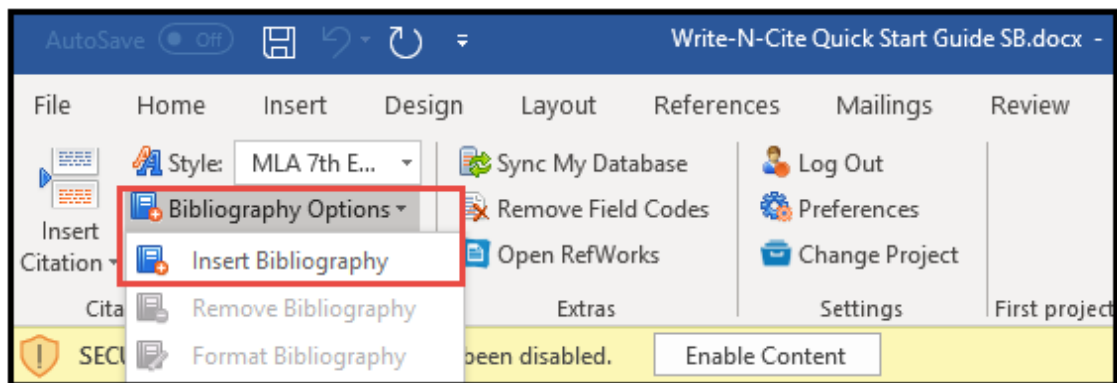 AutoSave Off Write-N-Cite Quick Start Guide SB.docx -
File Home Insert Design Layout References Mailings Review
Style: MLA 7th E... Sync My Database Log Out
Bibliography Options Remove Field Codes Preferences
Insert
Citation Insert Bibliography Open RefWorks Change Project
Cita Remove Bibliography Extras Settings First project
SECU Format Bibliography been disabled. Enable Content